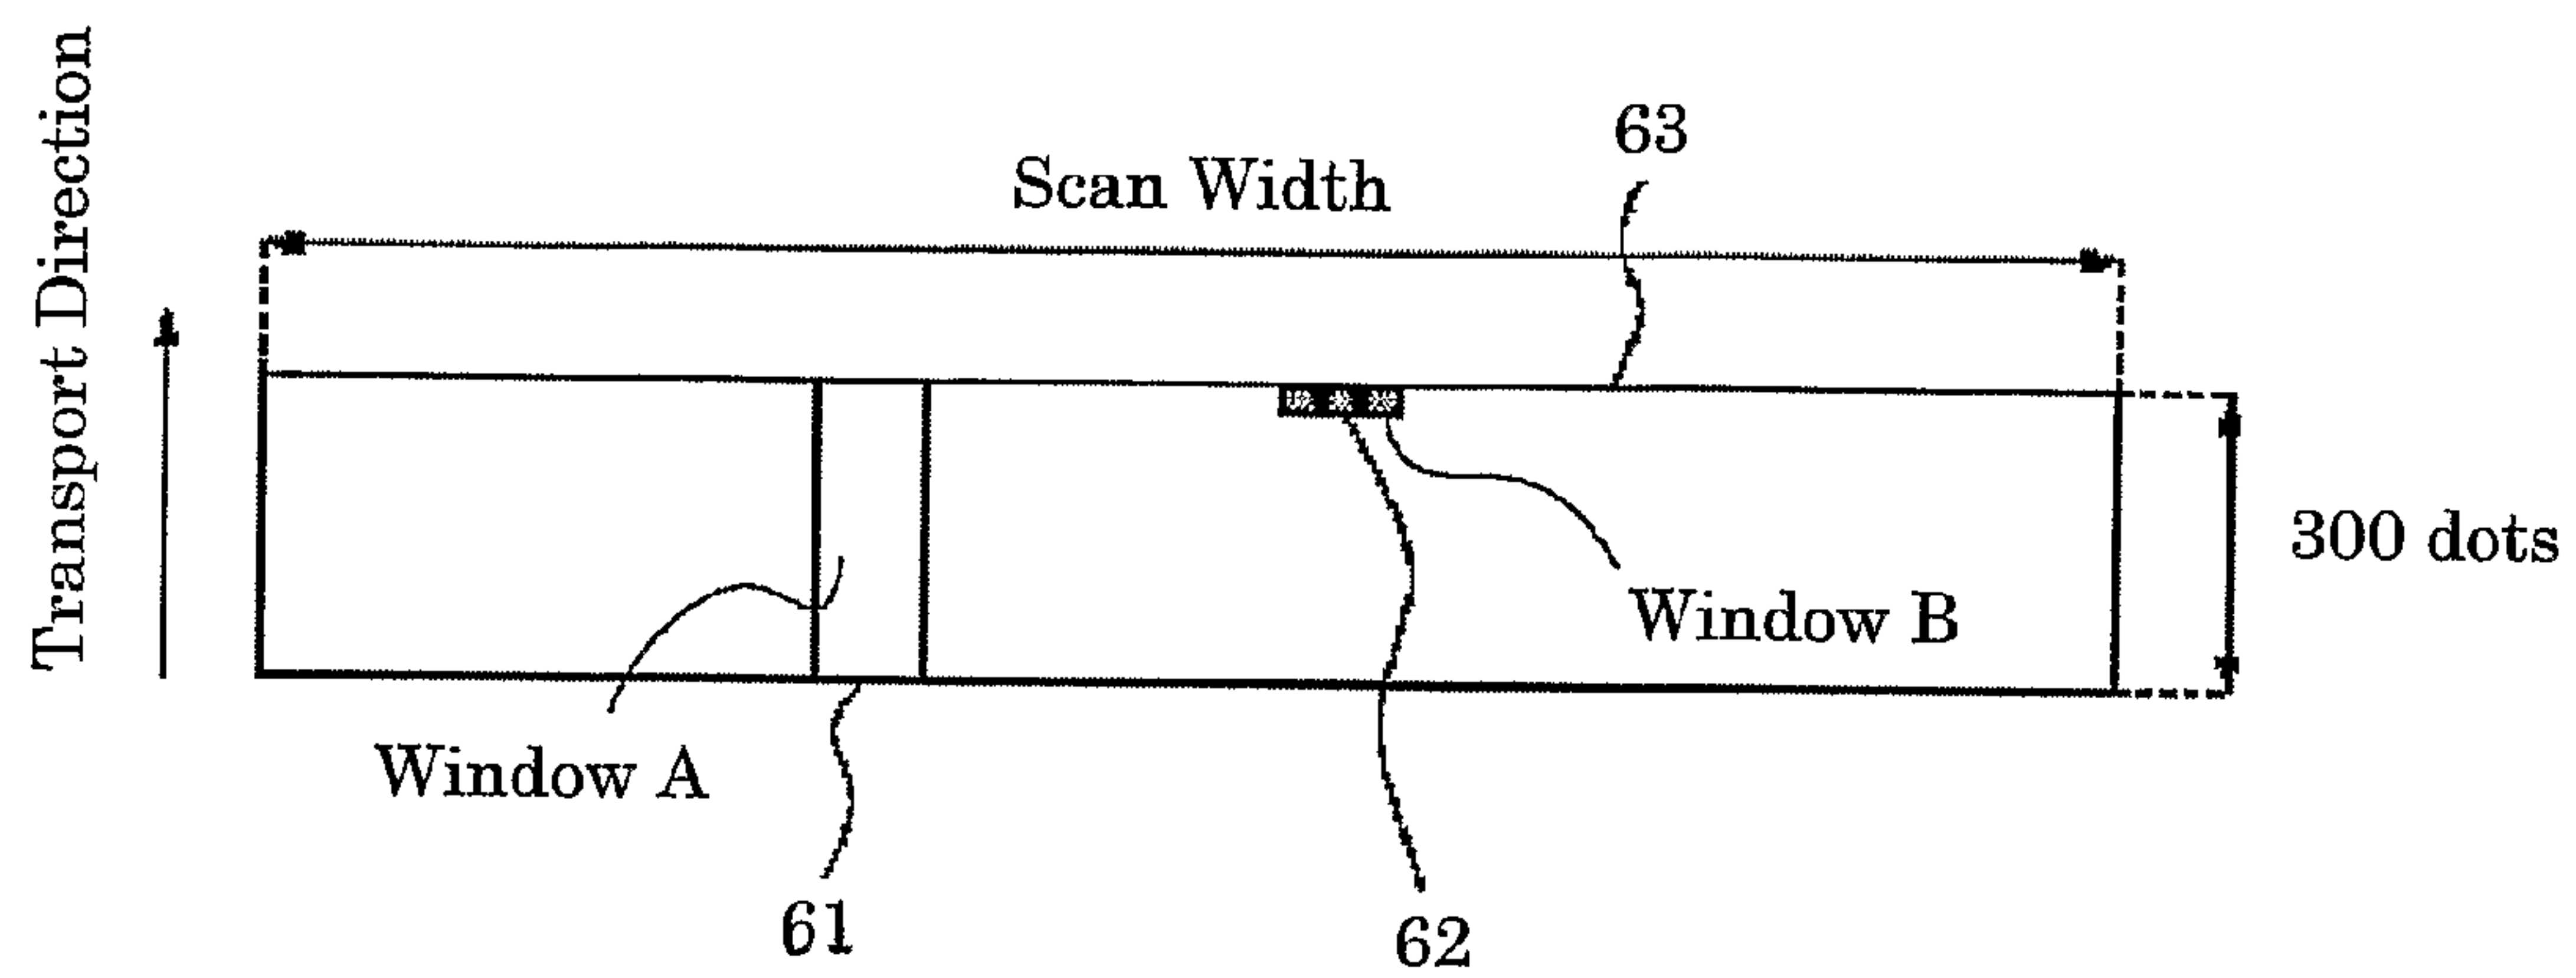 Transport Direction
63
Scan Width
300 dots
Window B
Window A
61
62